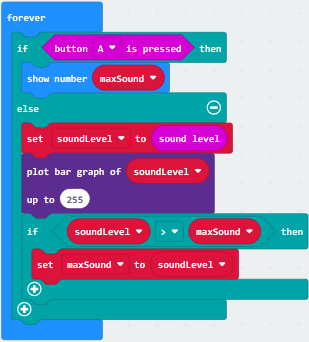 forever
if button A is pressed then
show number maxSound
else
set soundLevel to sound level
plot bar graph of soundLevel
up to 255
if soundLevel > maxSound then
set maxSound to soundLevel